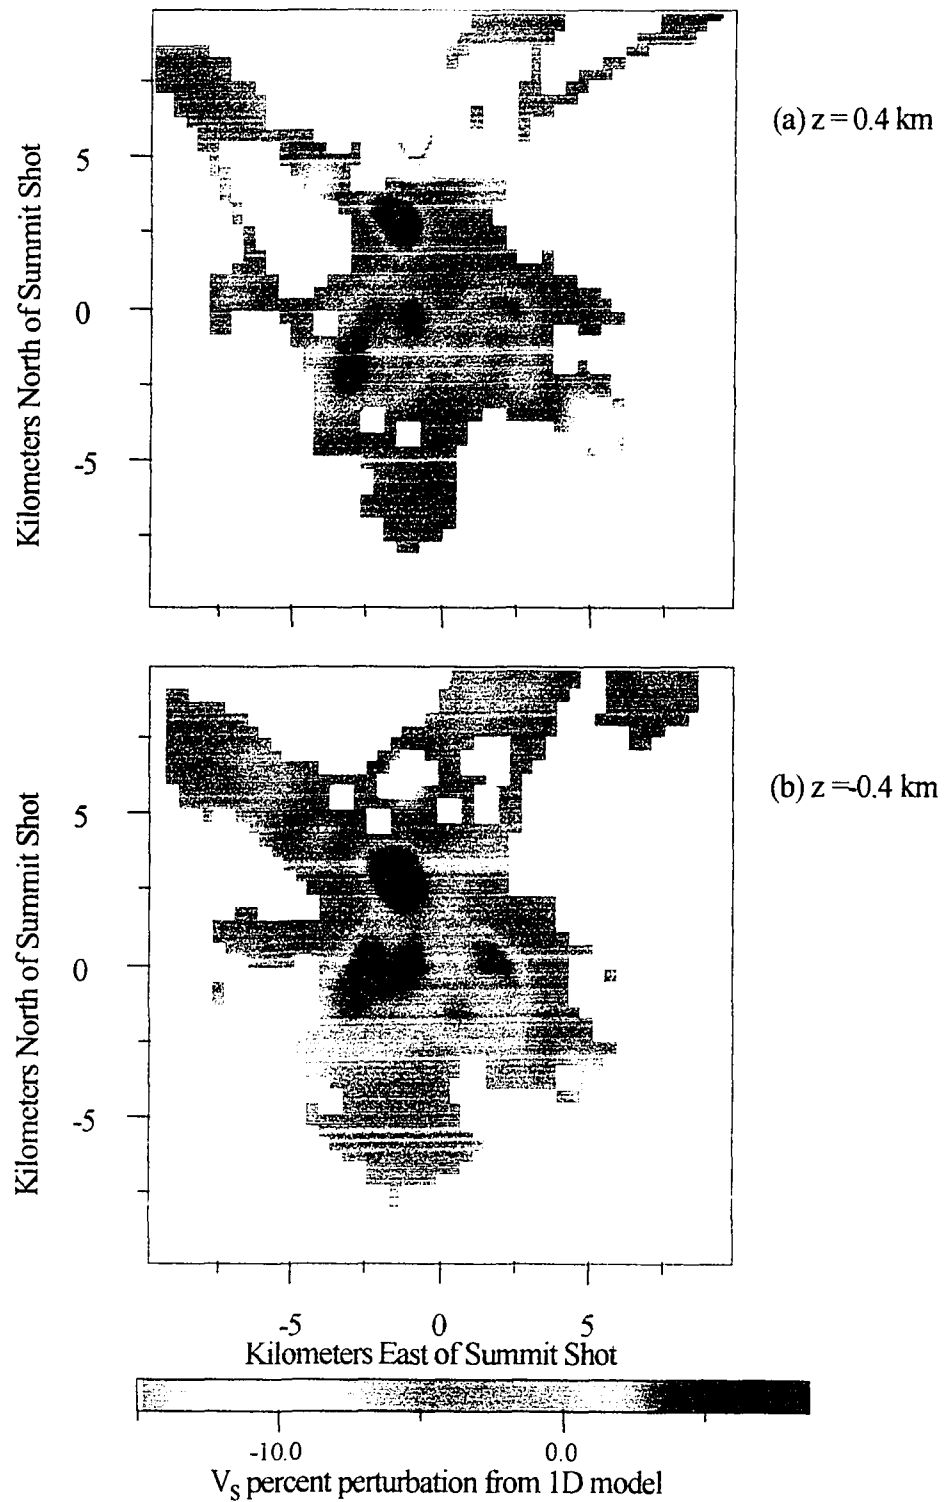 (a) z = 0.4 km
Kilometers North of Summit Shot
5
0
-5
(b) z =-0.4 km
Kilometers North of Summit Shot
5
0
-5
-5 0 5
Kilometers East of Summit Shot
-10.0 0.0
VS percent perturbation from 1D model